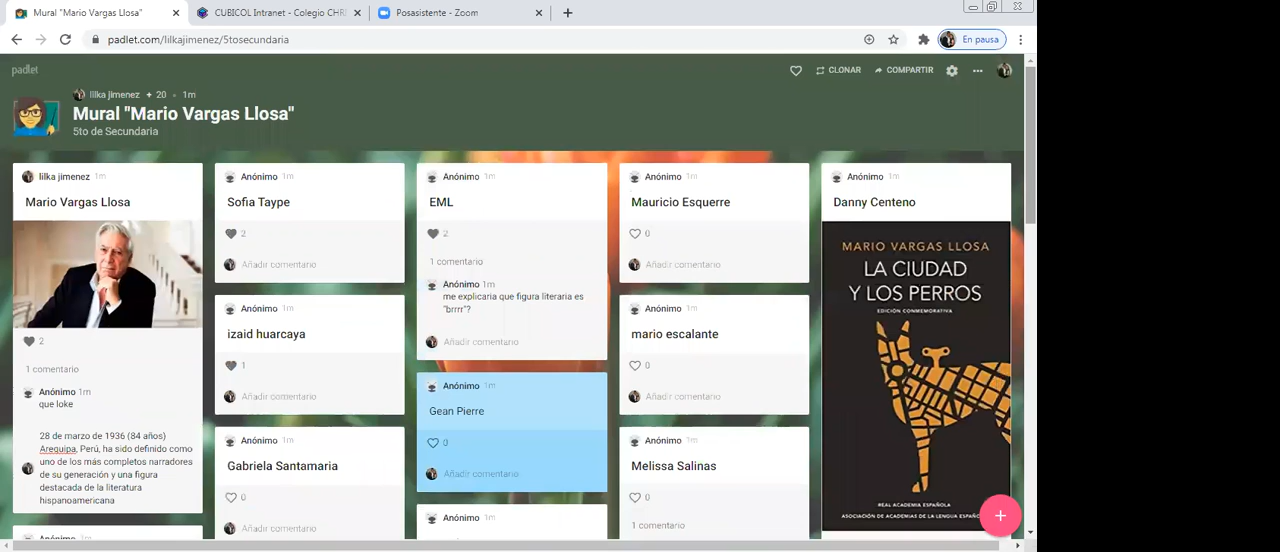 Mural "Mario Vargas Llosa"
CUBICOL Intranet - Colegio CHRI
Posasistente - Zoom
padlet.com/lilkajimenez/5tosecundaria
En pausa
padlet
CLONAR
COMPARTIR
lilka jimenez + 20 • 1m
Mural "Mario Vargas Llosa"
5to de Secundaria
lilka jimenez 1m
Mario Vargas Llosa
2
1 comentario
Anónimo 1m
que loke
28 de marzo de 1936 (84 años)
Arequipa, Perú, ha sido definido como
uno de los más completos narradores
de su generación y una figura
destacada de la literatura
hispanoamericana
Anónimo 1m
Anónimo 1m
Sofia Taype
2
Añadir comentario
Anónimo 1m
izaid huarcaya
1
Añadir comentario
Anónimo 1m
Gabriela Santamaria
0
Añadir comentario
Anónimo 1m
EML
2
1 comentario
Anónimo 1m
me explicaria que figura literaria es
"brrrr"?
Añadir comentario
Anónimo 1m
Gean Pierre
0
Añadir comentario
Anónimo 1m
Anónimo 1m
Mauricio Esquerre
0
Añadir comentario
Anónimo 1m
mario escalante
0
Añadir comentario
Anónimo 1m
Melissa Salinas
0
1 comentario
Anónimo 1m
Danny Centeno
MARIO VARGAS LLOSA
LA CIUDAD
Y LOS PERROS
EDICIÓN CONMEMORATIVA
REAL ACADEMIA ESPAÑOLA
ASOCIACIÓN DE ACADEMIAS DE LA LENGUA